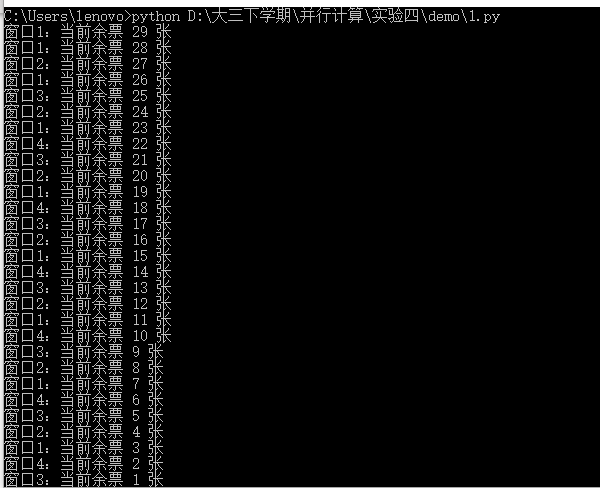 C:\Users\lenovo>python D:\大三下学期\并行计算\实验四\demo\1.py
窗口1：当前余票 29 张
窗口1：当前余票 28 张
窗口2：当前余票 27 张
窗口1：当前余票 26 张
窗口3：当前余票 25 张
窗口2：当前余票 24 张
窗口1：当前余票 23 张
窗口4：当前余票 22 张
窗口3：当前余票 21 张
窗口2：当前余票 20 张
窗口1：当前余票 19 张
窗口4：当前余票 18 张
窗口3：当前余票 17 张
窗口2：当前余票 16 张
窗口1：当前余票 15 张
窗口4：当前余票 14 张
窗口3：当前余票 13 张
窗口2：当前余票 12 张
窗口1：当前余票 11 张
窗口4：当前余票 10 张
窗口3：当前余票 9 张
窗口2：当前余票 8 张
窗口1：当前余票 7 张
窗口4：当前余票 6 张
窗口3：当前余票 5 张
窗口2：当前余票 4 张
窗口1：当前余票 3 张
窗口4：当前余票 2 张
窗口3：当前余票 1 张